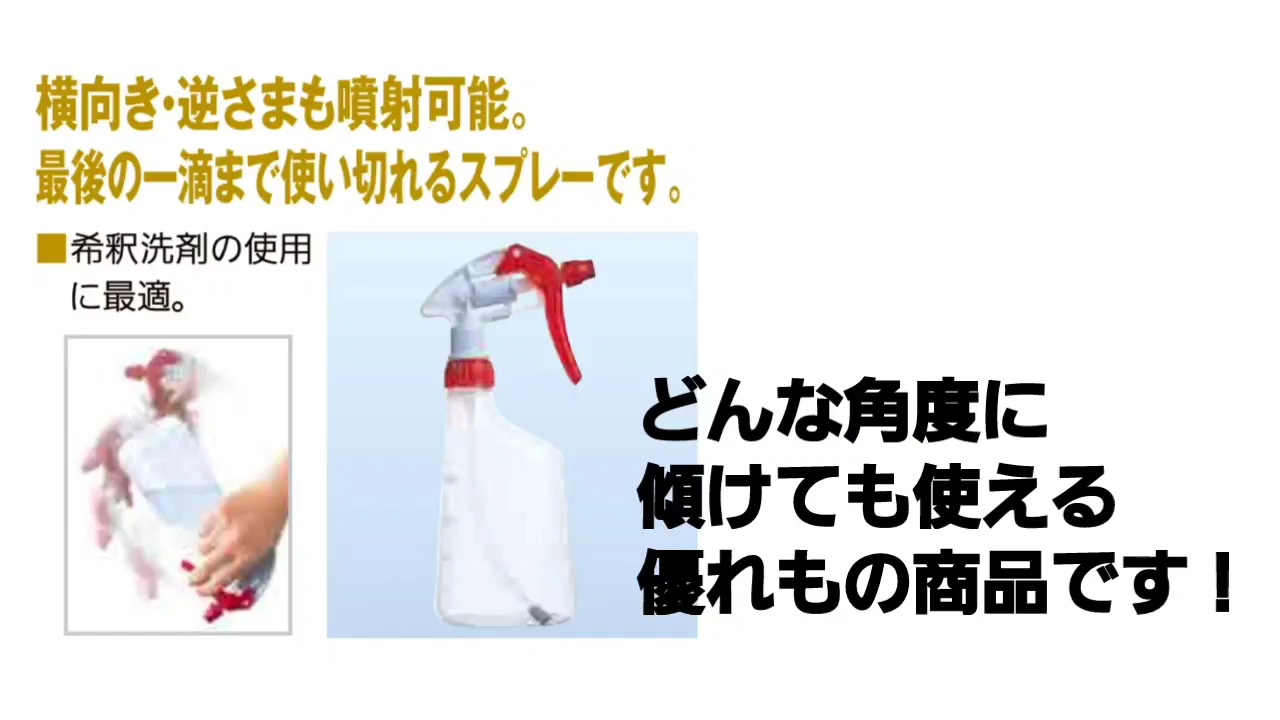 横向き・逆さまも噴射可能。
最後の一滴まで使い切れるスプレーです。
■希釈洗剤の使用
に最適。
どんな角度に
傾けても使える
優れもの商品です！